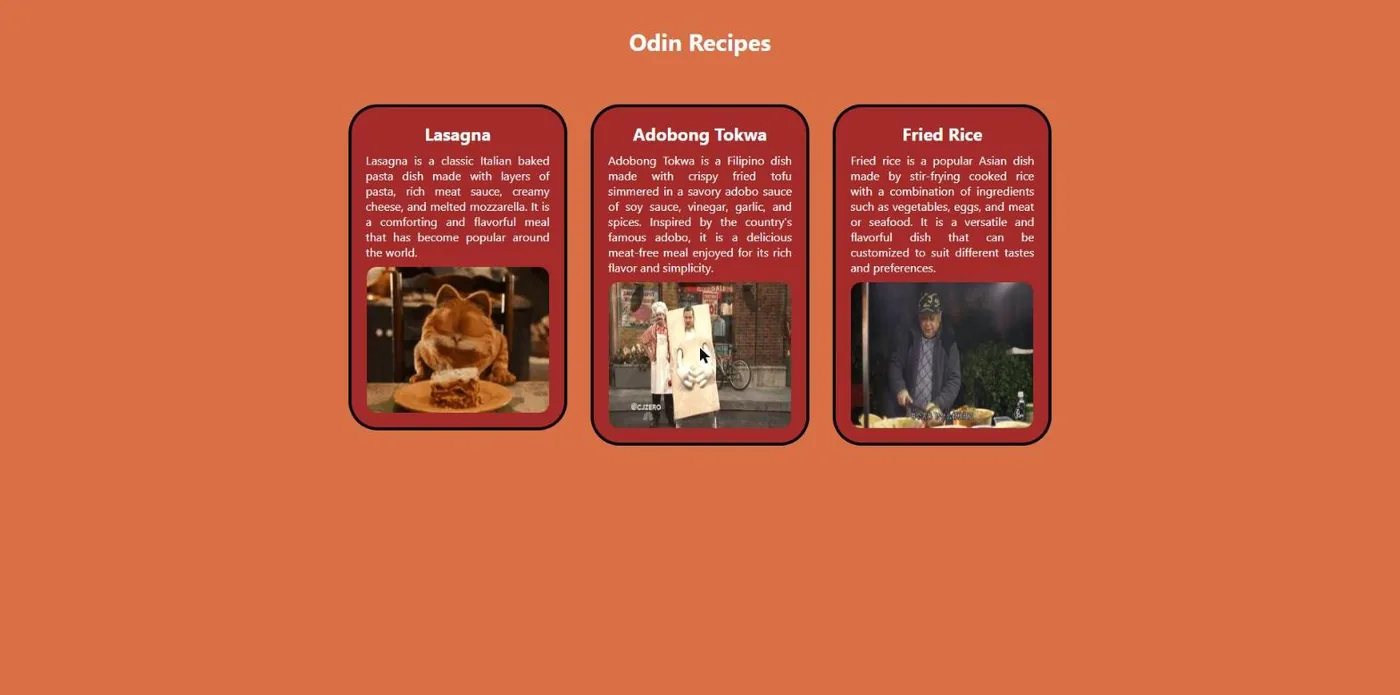 Odin Recipes
Lasagna
Lasagna is a classic Italian baked
pasta dish made with layers of
pasta, rich meat sauce, creamy
cheese, and melted mozzarella. It is
a comforting and flavorful meal
that has become popular around
the world.
Adobong Tokwa
Adobong Tokwa is a Filipino dish
made with crispy fried tofu
simmered in a savory adobo sauce
of soy sauce, vinegar, garlic, and
spices. Inspired by the country's
famous adobo, it is a delicious
meat-free meal enjoyed for its rich
flavor and simplicity.
@CJZERO
Fried Rice
Fried rice is a popular Asian dish
made by stir-frying cooked rice
with a combination of ingredients
such as vegetables, eggs, and meat
or seafood. It is a versatile and
flavorful dish that can be
customized to suit different tastes
and preferences.